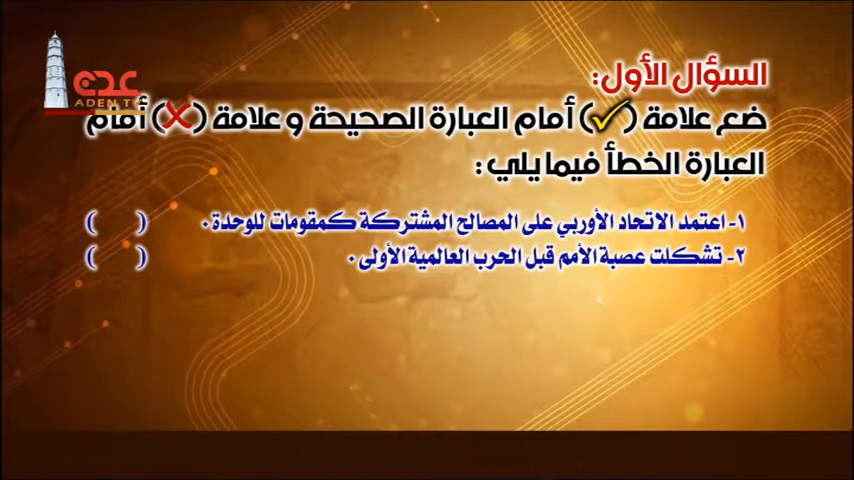 عدن
ADEN TV
السؤال الأول:
ضع علامة (✓) أمام العبارة الصحيحة و علامة (✗) أمام
العبارة الخطأ فيما يلي :
١- اعتمد الاتحاد الأوربي على المصالح المشتركة كمقومات للوحدة . (      )
٢- تشكلت عصبة الأمم قبل الحرب العالمية الأولى . (      )